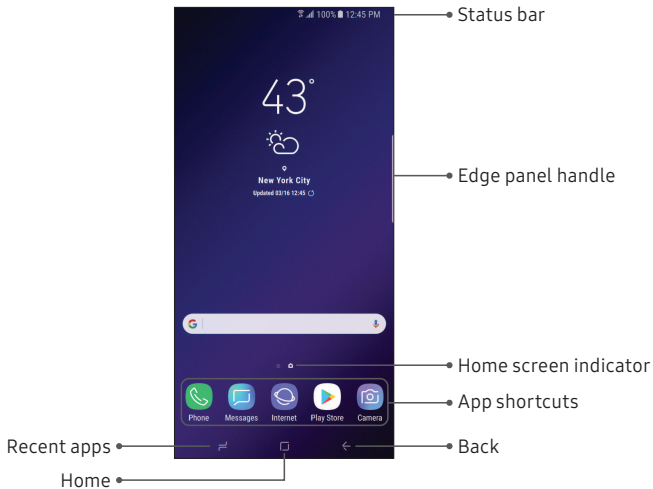 100% 12:45 PM
Status bar
43°
New York City
Updated 03/16 12:45
Edge panel handle
G
Home screen indicator
App shortcuts
Phone Messages Internet Play Store Camera
Recent apps
Back
Home